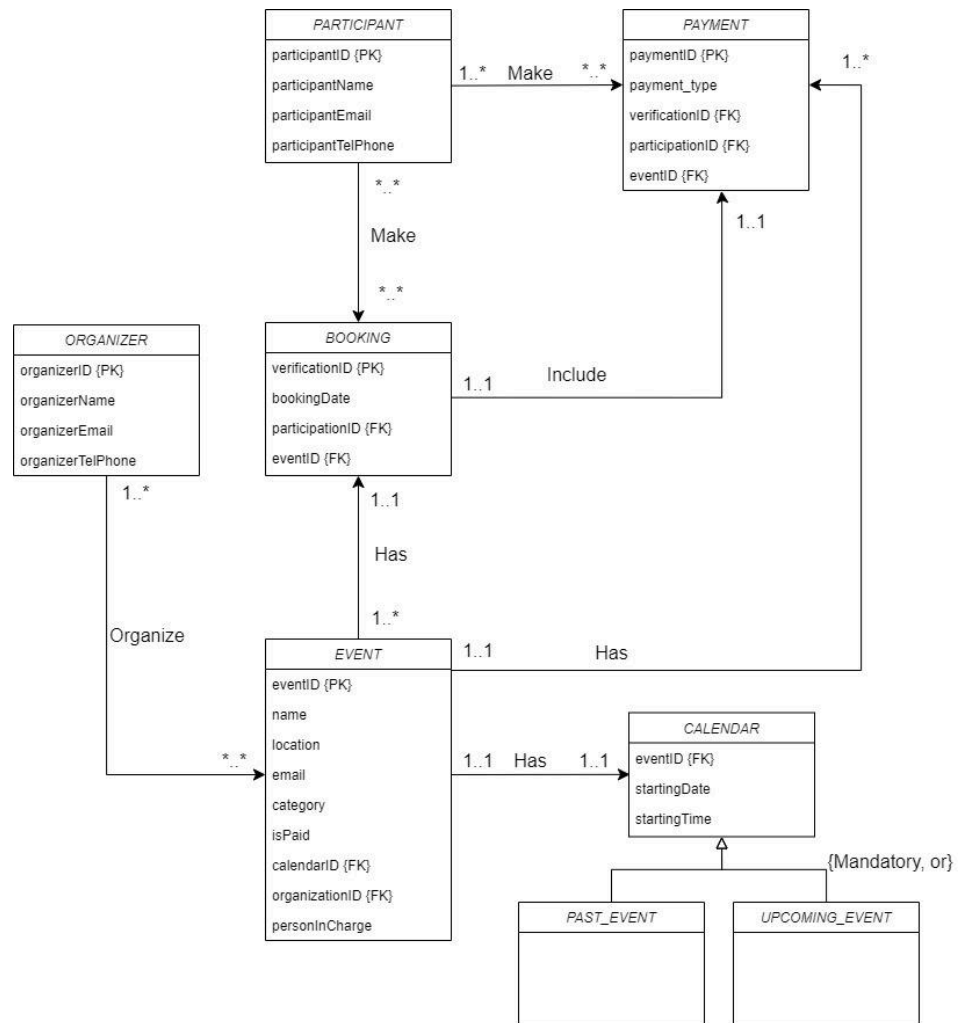 PARTICIPANT
participantID {PK}
participantName
participantEmail
participantTelPhone
1..* Make *..*
PAYMENT
paymentID {PK}
payment_type
verificationID {FK}
participationID {FK}
eventID {FK}
1..*
*..*
Make
*..*
1..1
ORGANIZER
organizerID {PK}
organizerName
organizerEmail
organizerTelPhone
BOOKING
verificationID {PK}
bookingDate
participationID {FK}
eventID {FK}
1..1 Include
1..*
1..1
Has
1..*
Organize
*..*
EVENT
eventID {PK}
name
location
email
category
isPaid
calendarID {FK}
organizationID {FK}
personInCharge
1..1 Has
1..1 Has 1..1
CALENDAR
eventID {FK}
startingDate
startingTime
{Mandatory, or}
PAST_EVENT
UPCOMING_EVENT